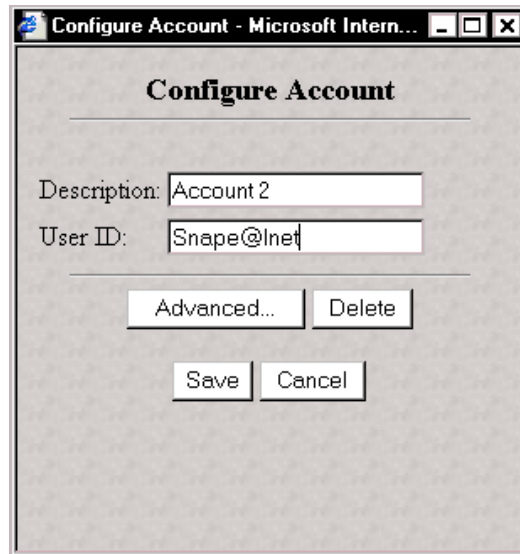 Configure Account - Microsoft Intern...
Configure Account
Description: Account 2
User ID: Snape@Inet
Advanced... Delete
Save Cancel